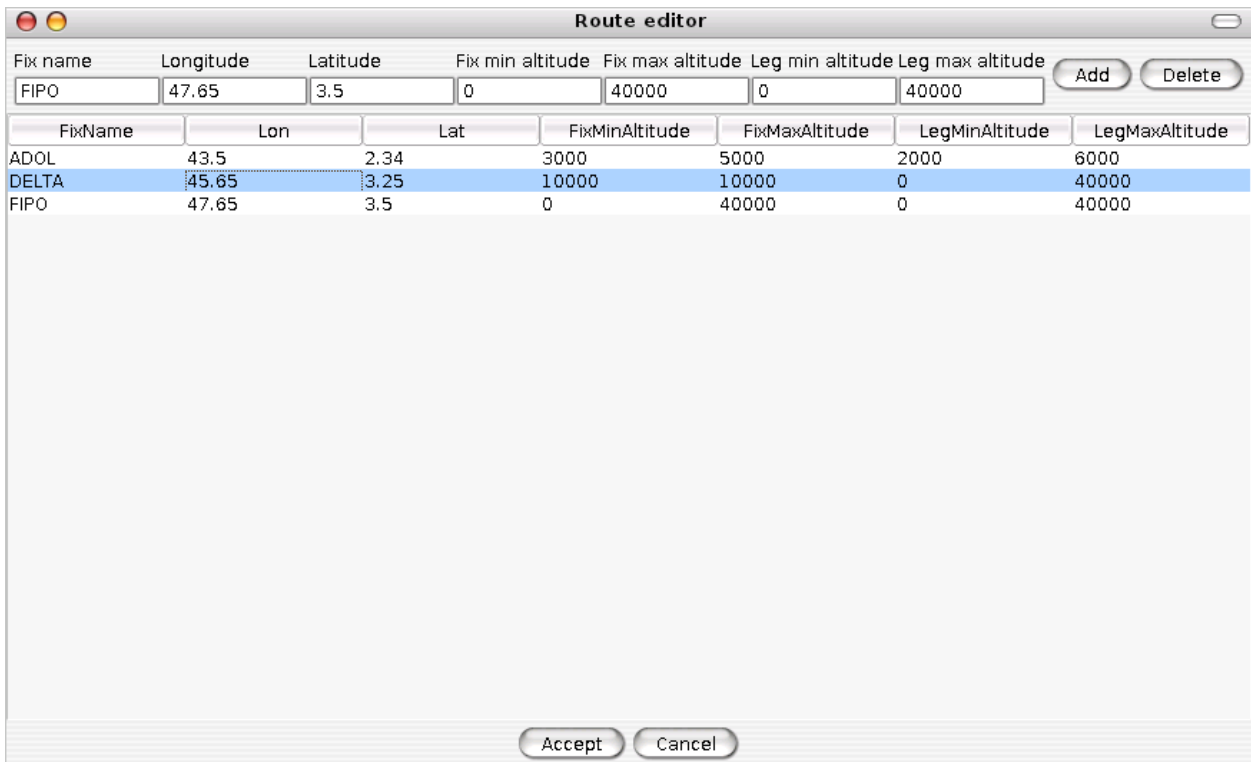 Route editor
Fix name Longitude Latitude Fix min altitude Fix max altitude Leg min altitude Leg max altitude
Add Delete
FIPO 47.65 3.5 0 40000 0 40000
FixName Lon Lat FixMinAltitude FixMaxAltitude LegMinAltitude LegMaxAltitude
ADOL 43.5 2.34 3000 5000 2000 6000
DELTA 45.65 3.25 10000 10000 0 40000
FIPO 47.65 3.5 0 40000 0 40000
Accept Cancel